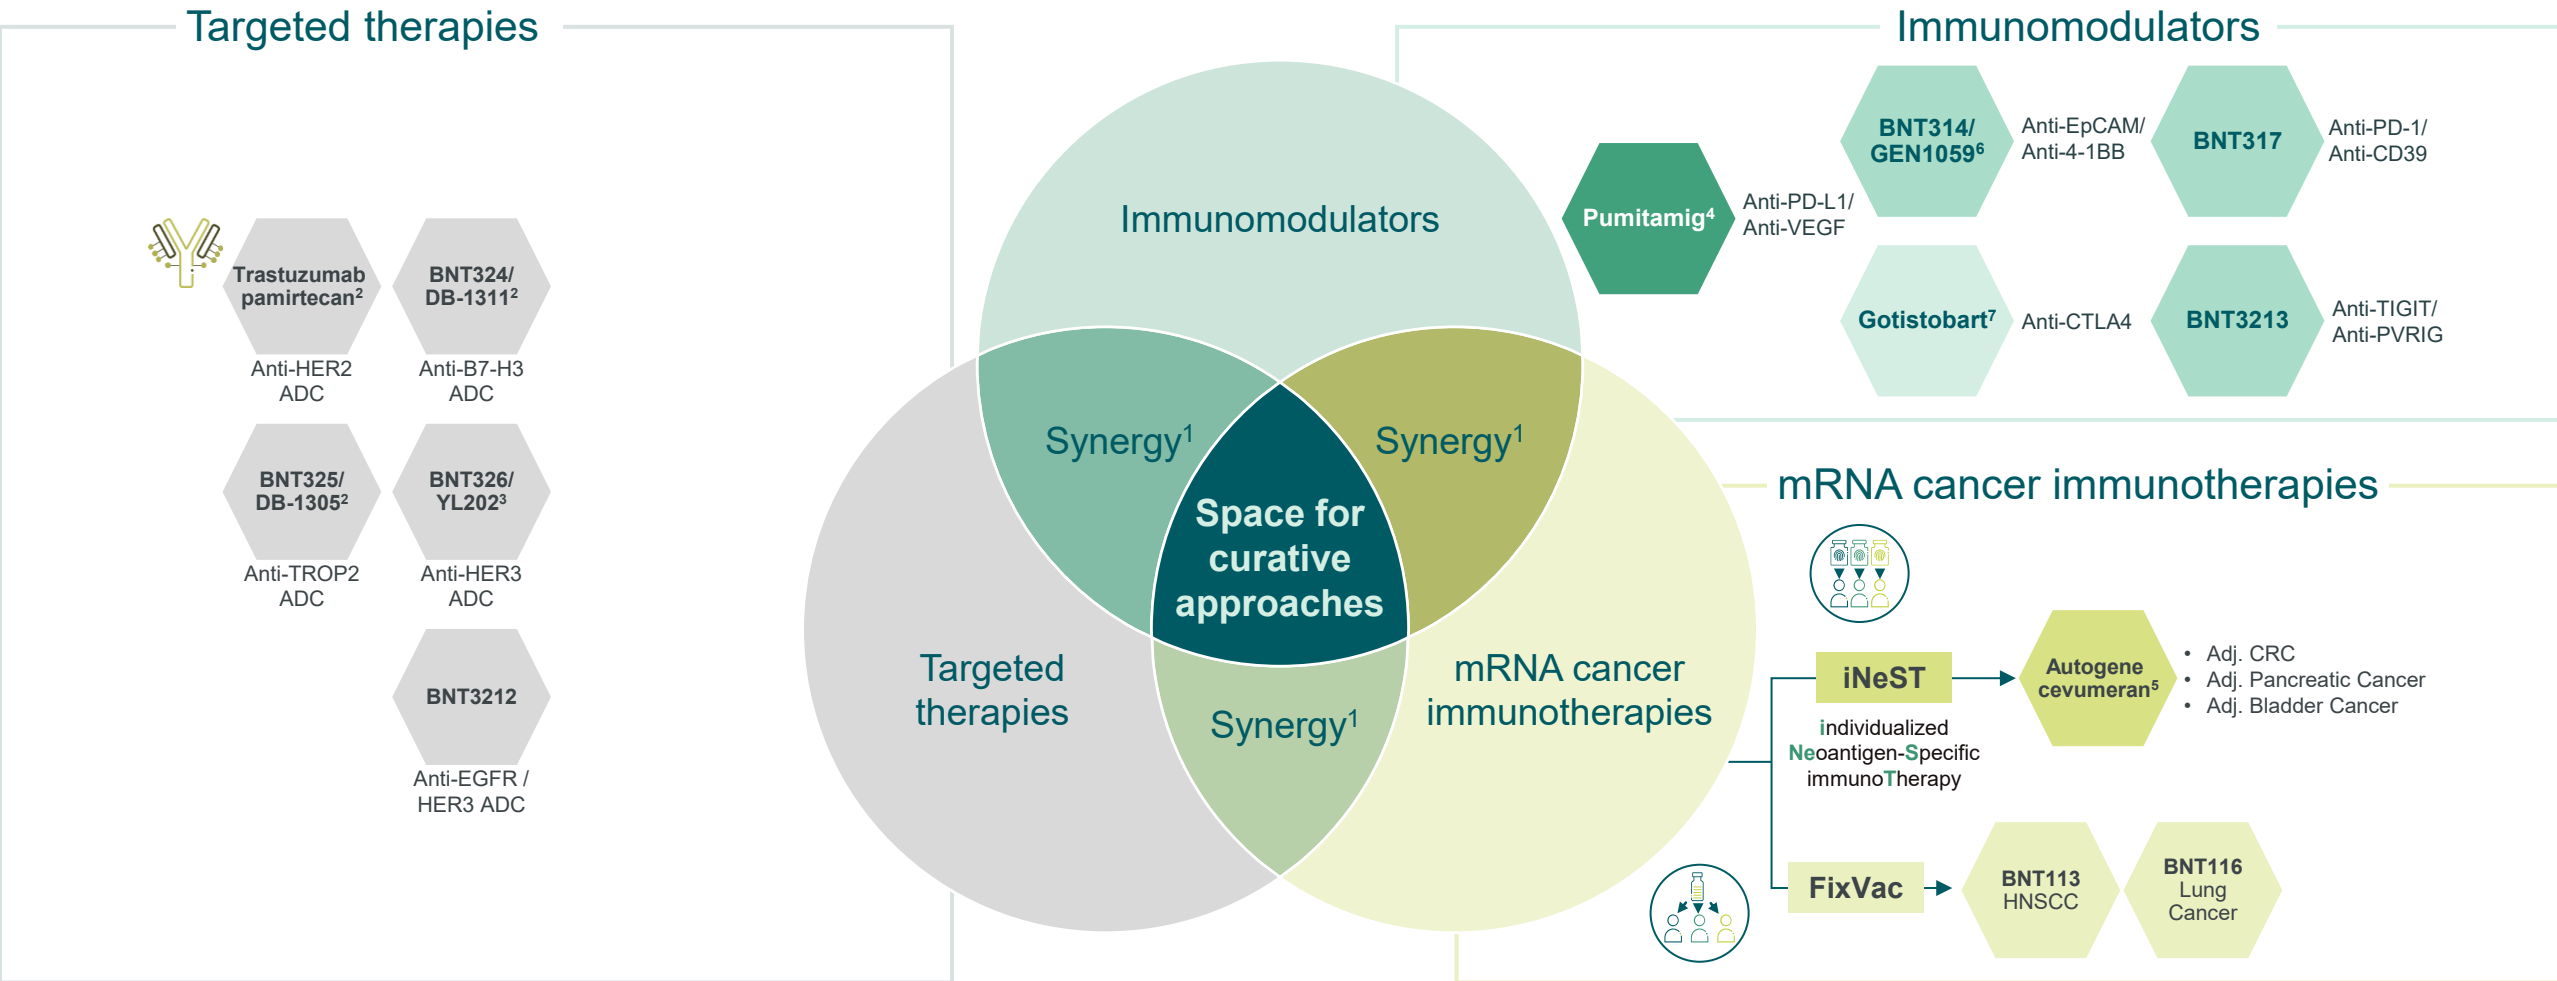 Targeted therapies
Trastuzumab
pamirtecan²
Anti-HER2
ADC
BNT324/
DB-1311²
Anti-B7-H3
ADC
BNT325/
DB-1305²
Anti-TROP2
ADC
BNT326/
YL202³
Anti-HER3
ADC
BNT3212
Anti-EGFR /
HER3 ADC
Immunomodulators
Synergy¹
Synergy¹
Space for
curative
approaches
Targeted
therapies
mRNA cancer
immunotherapies
Synergy¹
Immunomodulators
Pumitamig⁴
Anti-PD-L1/
Anti-VEGF
BNT314/
GEN1059⁶
Anti-EpCAM/
Anti-4-1BB
BNT317
Anti-PD-1/
Anti-CD39
Gotistobart⁷
Anti-CTLA4
BNT3213
Anti-TIGIT/
Anti-PVRIG
mRNA cancer immunotherapies
iNeST
individualized
Neoantigen-Specific
immunoTherapy
Autogene
cevumeran⁵
• Adj. CRC
• Adj. Pancreatic Cancer
• Adj. Bladder Cancer
FixVac
BNT113
HNSCC
BNT116
Lung
Cancer